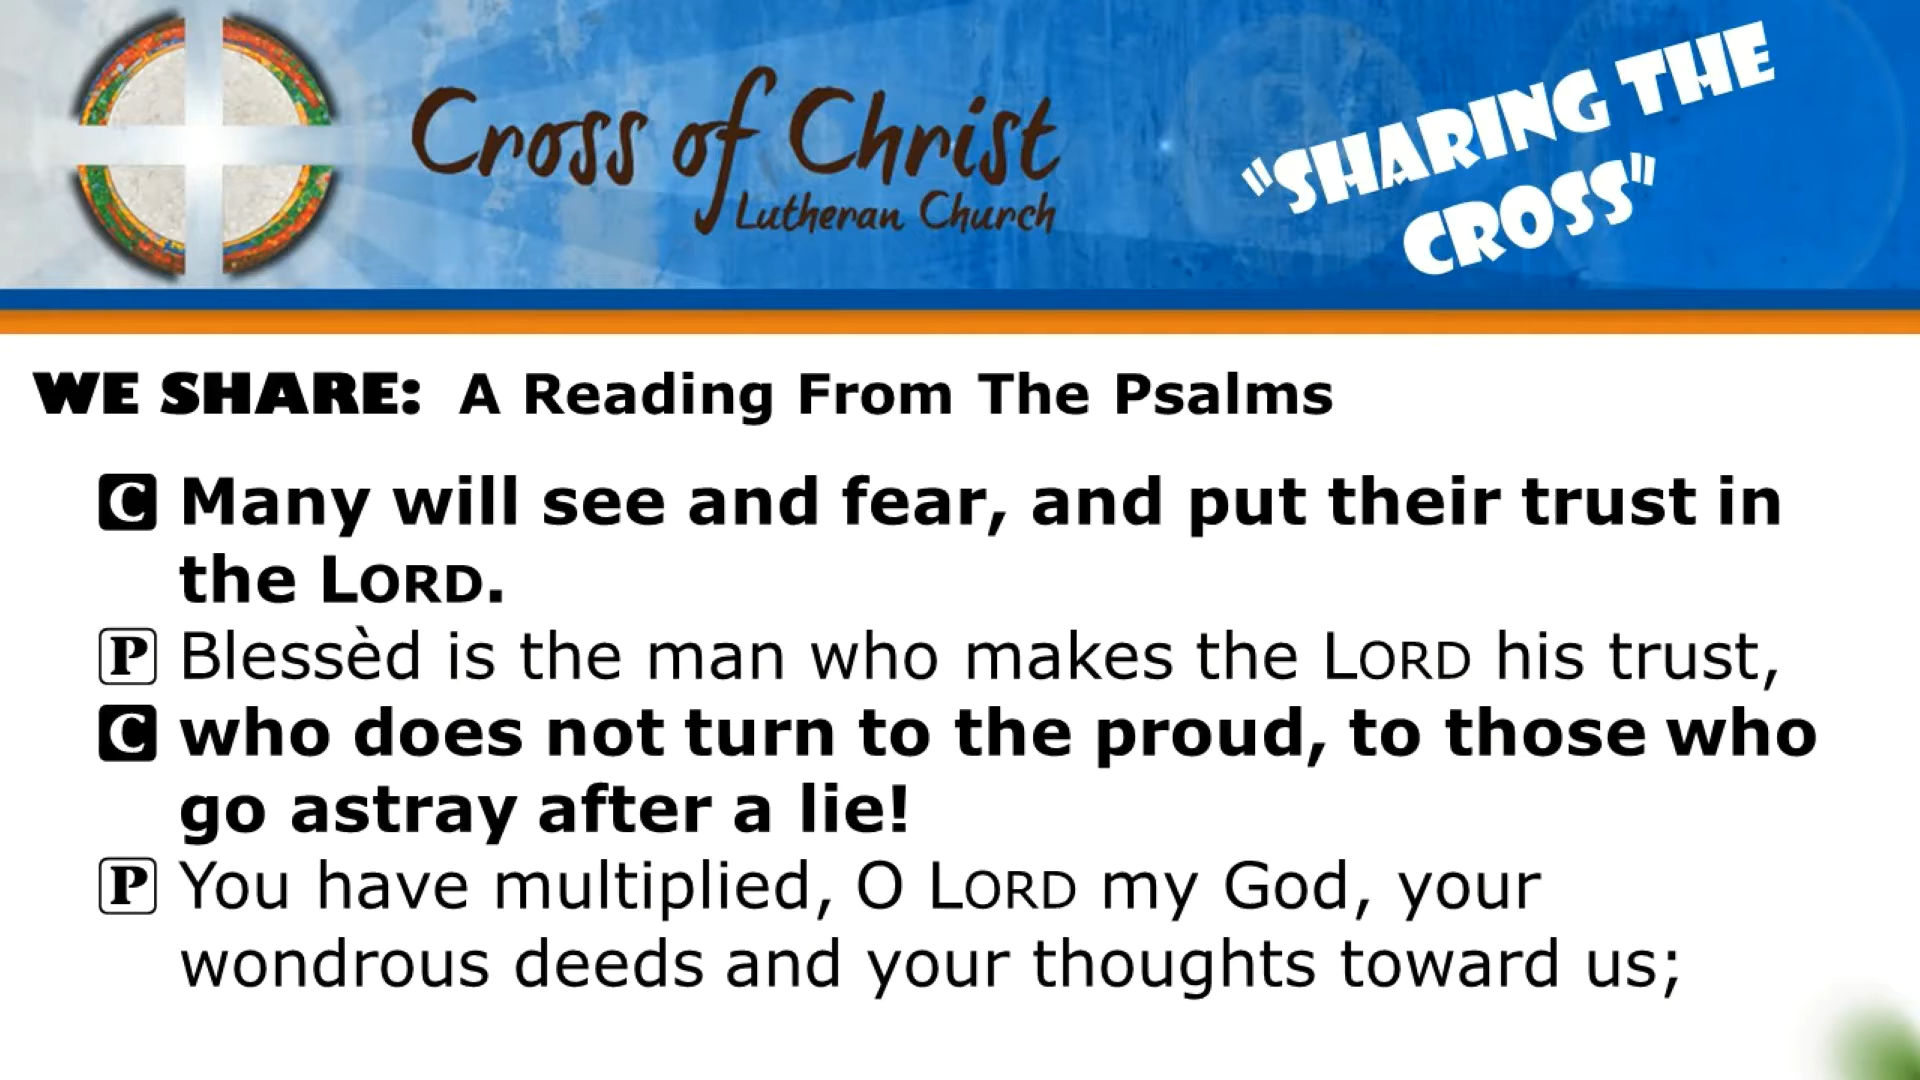 Cross of Christ
Lutheran Church
"SHARING THE
CROSS"
WE SHARE: A Reading From The Psalms
C Many will see and fear, and put their trust in
the LORD.
P Blessèd is the man who makes the LORD his trust,
C who does not turn to the proud, to those who
go astray after a lie!
P You have multiplied, O LORD my God, your
wondrous deeds and your thoughts toward us;